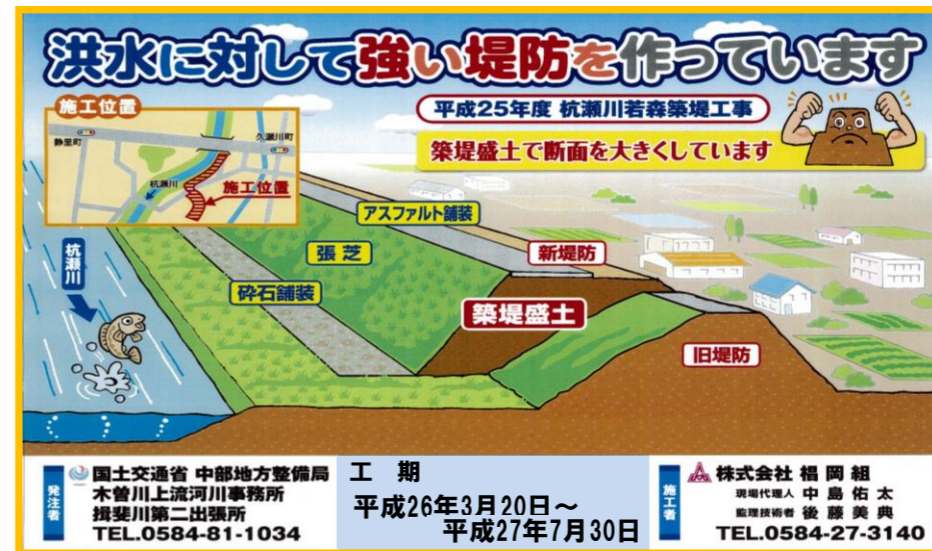 洪水に対して強い堤防を作っています
平成25年度 杭瀬川若森築堤工事
築堤盛土で断面を大きくしています
施工位置
静里町
久瀬川町
杭瀬川
施工位置
アスファルト舗装
張芝
新堤防
杭瀬川
砕石舗装
築堤盛土
旧堤防
発注者
国土交通省 中部地方整備局
木曽川上流河川事務所
揖斐川第二出張所
TEL.0584-81-1034
工 期
平成26年3月20日～
平成27年7月30日
施工者
株式会社 椙岡組
現場代理人 中島佑太
監理技術者 後藤美典
TEL.0584-27-3140